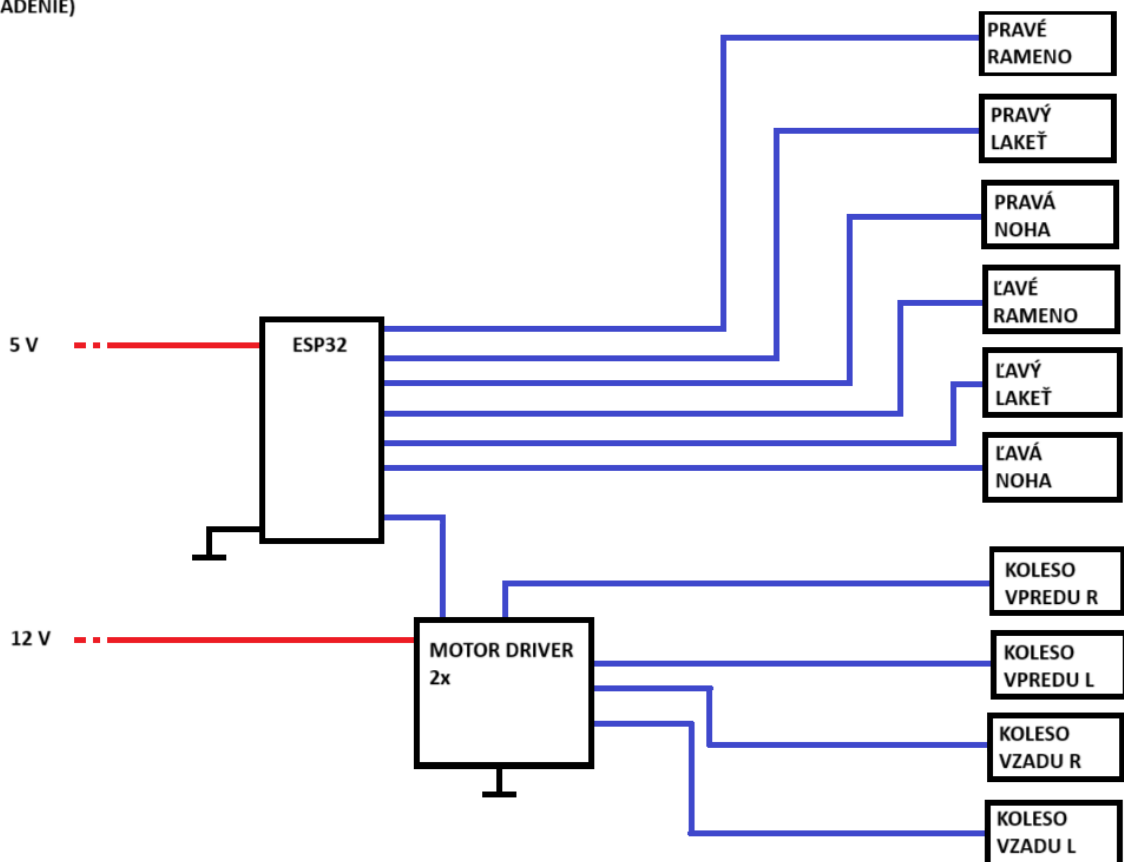 ADENIE)
PRAVÉ
RAMENO
PRAVÝ
LAKEŤ
PRAVÁ
NOHA
ĽAVÉ
RAMENO
5 V
ESP32
ĽAVÝ
LAKEŤ
ĽAVÁ
NOHA
KOLESO
VPREDU R
12 V
MOTOR DRIVER
2x
KOLESO
VPREDU L
KOLESO
VZADU R
KOLESO
VZADU L